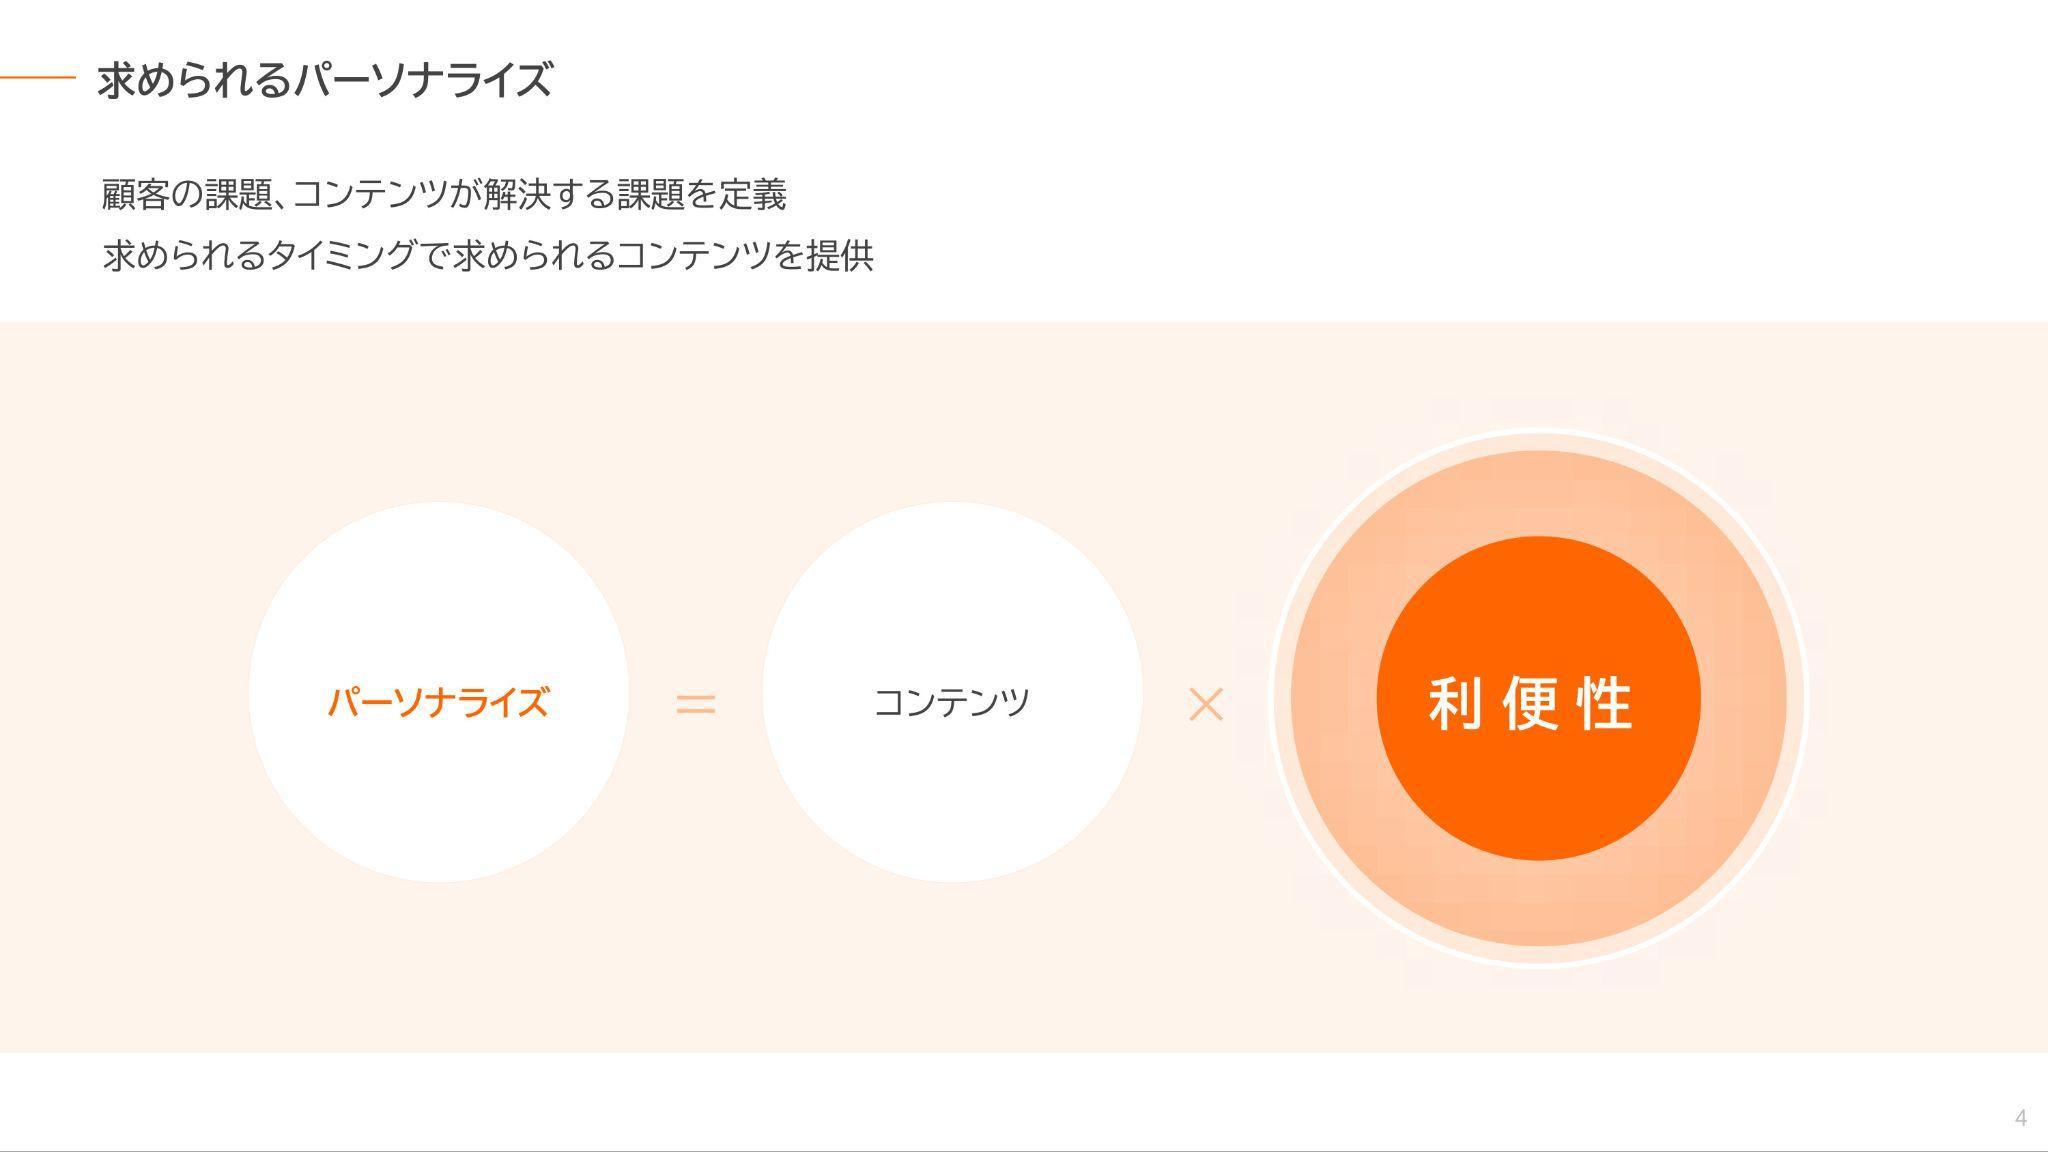 求められるパーソナライズ
顧客の課題、コンテンツが解決する課題を定義
求められるタイミングで求められるコンテンツを提供
パーソナライズ
=
コンテンツ
×
利便性
4